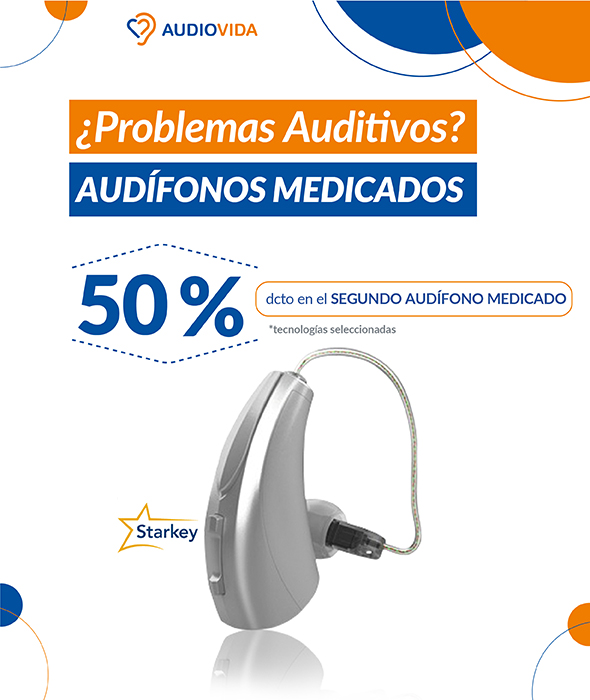 AUDIOVIDA
¿Problemas Auditivos?
AUDÍFONOS MEDICADOS
50 %
dcto en el SEGUNDO AUDÍFONO MEDICADO
*tecnologías seleccionadas
Starkey